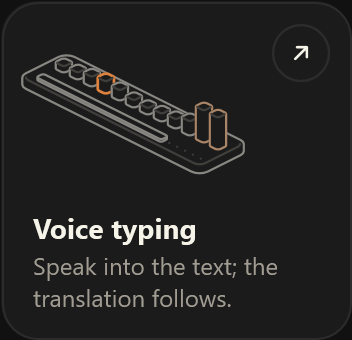 Voice typing
Speak into the text; the
translation follows.